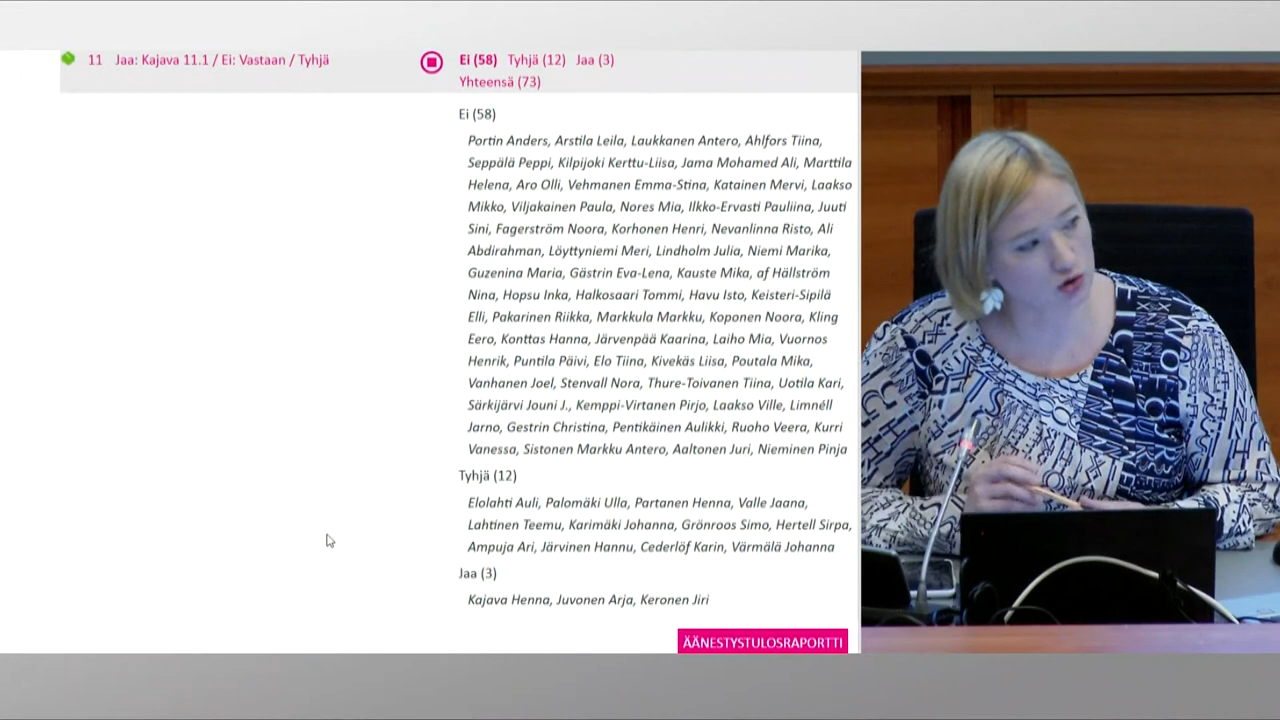 11 Jaa: Kajava 11.1 / Ei: Vastaan / Tyhjä
Ei (58) Tyhjä (12) Jaa (3)
Yhteensä (73)
Ei (58)
Portin Anders, Arstila Leila, Laukkanen Antero, Ahlfors Tiina,
Seppälä Peppi, Kilpijoki Kerttu-Liisa, Jama Mohamed Ali, Marttila
Helena, Aro Olli, Vehmanen Emma-Stina, Katainen Mervi, Laakso
Mikko, Viljakainen Paula, Nores Mia, Ilkko-Ervasti Pauliina, Juuti
Sini, Fagerström Noora, Korhonen Henri, Nevanlinna Risto, Ali
Abdirahman, Löyttyniemi Meri, Lindholm Julia, Niemi Marika,
Guzenina Maria, Gästrin Eva-Lena, Kauste Mika, af Hällström
Nina, Hopsu Inka, Halkosaari Tommi, Havu Isto, Keisteri-Sipilä
Elli, Pakarinen Riikka, Markkula Markku, Koponen Noora, Kling
Eero, Konttas Hanna, Järvenpää Kaarina, Laiho Mia, Vuornos
Henrik, Puntila Päivi, Elo Tiina, Kivekäs Liisa, Poutala Mika,
Vanhanen Joel, Stenvall Nora, Thure-Toivanen Tiina, Uotila Kari,
Särkijärvi Jouni J., Kemppi-Virtanen Pirjo, Laakso Ville, Limnéll
Jarno, Gestrin Christina, Pentikäinen Aulikki, Ruoho Veera, Kurri
Vanessa, Sistonen Markku Antero, Aaltonen Juri, Nieminen Pinja
Tyhjä (12)
Elolahti Auli, Palomäki Ulla, Partanen Henna, Valle Jaana,
Lahtinen Teemu, Karimäki Johanna, Grönroos Simo, Hertell Sirpa,
Ampuja Ari, Järvinen Hannu, Cederlöf Karin, Värmälä Johanna
Jaa (3)
Kajava Henna, Juvonen Arja, Keronen Jiri
ÄÄNESTYSTULOSRAPORTTI